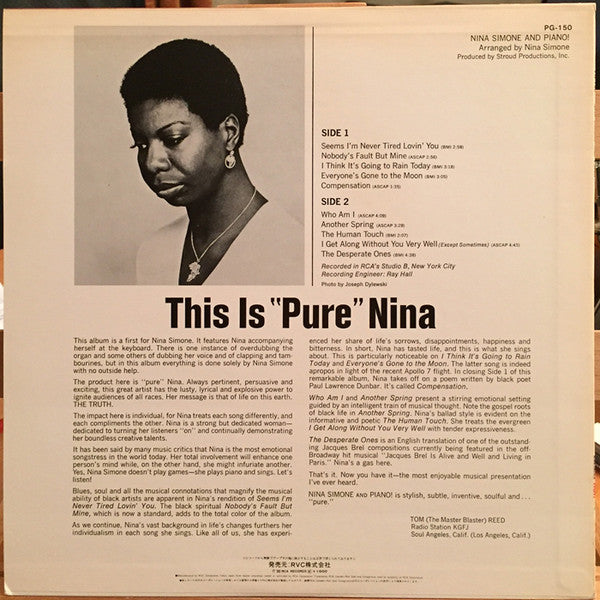 PG-150
NINA SIMONE AND PIANO!
Arranged by Nina Simone
Produced by Stroud Productions, Inc.
SIDE 1
Seems I'm Never Tired Lovin' You (BMI 2:58)
Nobody's Fault But Mine (ASCAP 2:56)
I Think It's Going to Rain Today (BMI 3:18)
Everyone's Gone to the Moon (BMI 3:05)
Compensation (ASCAP 1:35)
SIDE 2
Who Am I (ASCAP 4:09)
Another Spring (ASCAP 3:29)
The Human Touch (BMI 2:07)
I Get Along Without You Very Well (Except Sometimes) (ASCAP 4:43)
The Desperate Ones (BMI 4:38)
Recorded in RCA's Studio B, New York City
Recording Engineer: Ray Hall
Photo by Joseph Dylewski
This Is "Pure" Nina
This album is a first for Nina Simone. It features Nina accompanying
herself at the keyboard. There is one instance of overdubbing the
organ and some others of dubbing her voice and of clapping and tam-
bourines, but in this album everything is done solely by Nina Simone
with no outside help.
The product here is "pure" Nina. Always pertinent, persuasive and
exciting, this great artist has the lusty, lyrical and explosive power to
ignite audiences of all races. Her message is that of life on this earth.
THE TRUTH.
The impact here is individual, for Nina treats each song differently, and
each compliments the other. Nina is a strong but dedicated woman—
dedicated to turning her listeners "on" and continually demonstrating
her boundless creative talents.
It has been said by many music critics that Nina is the most emotional
songstress in the world today. Her total involvement will enhance one
person's mind while, on the other hand, she might infuriate another.
Yes, Nina Simone doesn't play games—she plays piano and sings. Let's
listen!
Blues, soul and all the musical connotations that magnify the musical
ability of black artists are apparent in Nina's rendition of Seems I'm
Never Tired Lovin' You. The black spiritual Nobody's Fault But
Mine, which is now a standard, adds to the total color of the album.
As we continue, Nina's vast background in life's changes furthers her
individualism in each song she sings. Like all of us, she has experi-
enced her share of life's sorrows, disappointments, happiness and
bitterness. In short, Nina has tasted life, and this is what she sings
about. This is particularly noticeable on I Think It's Going to Rain
Today and Everyone's Gone to the Moon. The latter song is indeed
apropos in light of the recent Apollo 7 flight. In closing Side 1 of this
remarkable album, Nina takes off on a poem written by black poet
Paul Lawrence Dunbar. It's called Compensation.
Who Am I and Another Spring present a stirring emotional setting
guided by an intelligent train of musical thought. Note the gospel roots
of black life in Another Spring. Nina's ballad style is evident on the
informative and poetic The Human Touch. She treats the evergreen
I Get Along Without You Very Well with tender expressiveness.
The Desperate Ones is an English translation of one of the outstand-
ing Jacques Brel compositions currently being featured in the off-
Broadway hit musical "Jacques Brel Is Alive and Well and Living in
Paris." Nina's a gas here.
That's it. Now you have it—the most enjoyable musical presentation
I've ever heard.
NINA SIMONE AND PIANO! is stylish, subtle, inventive, soulful and...
"pure."
TOM (The Master Blaster) REED
Radio Station KGFJ
Soul Angeles, Calif. (Los Angeles, Calif.)
発売元:RVC株式会社